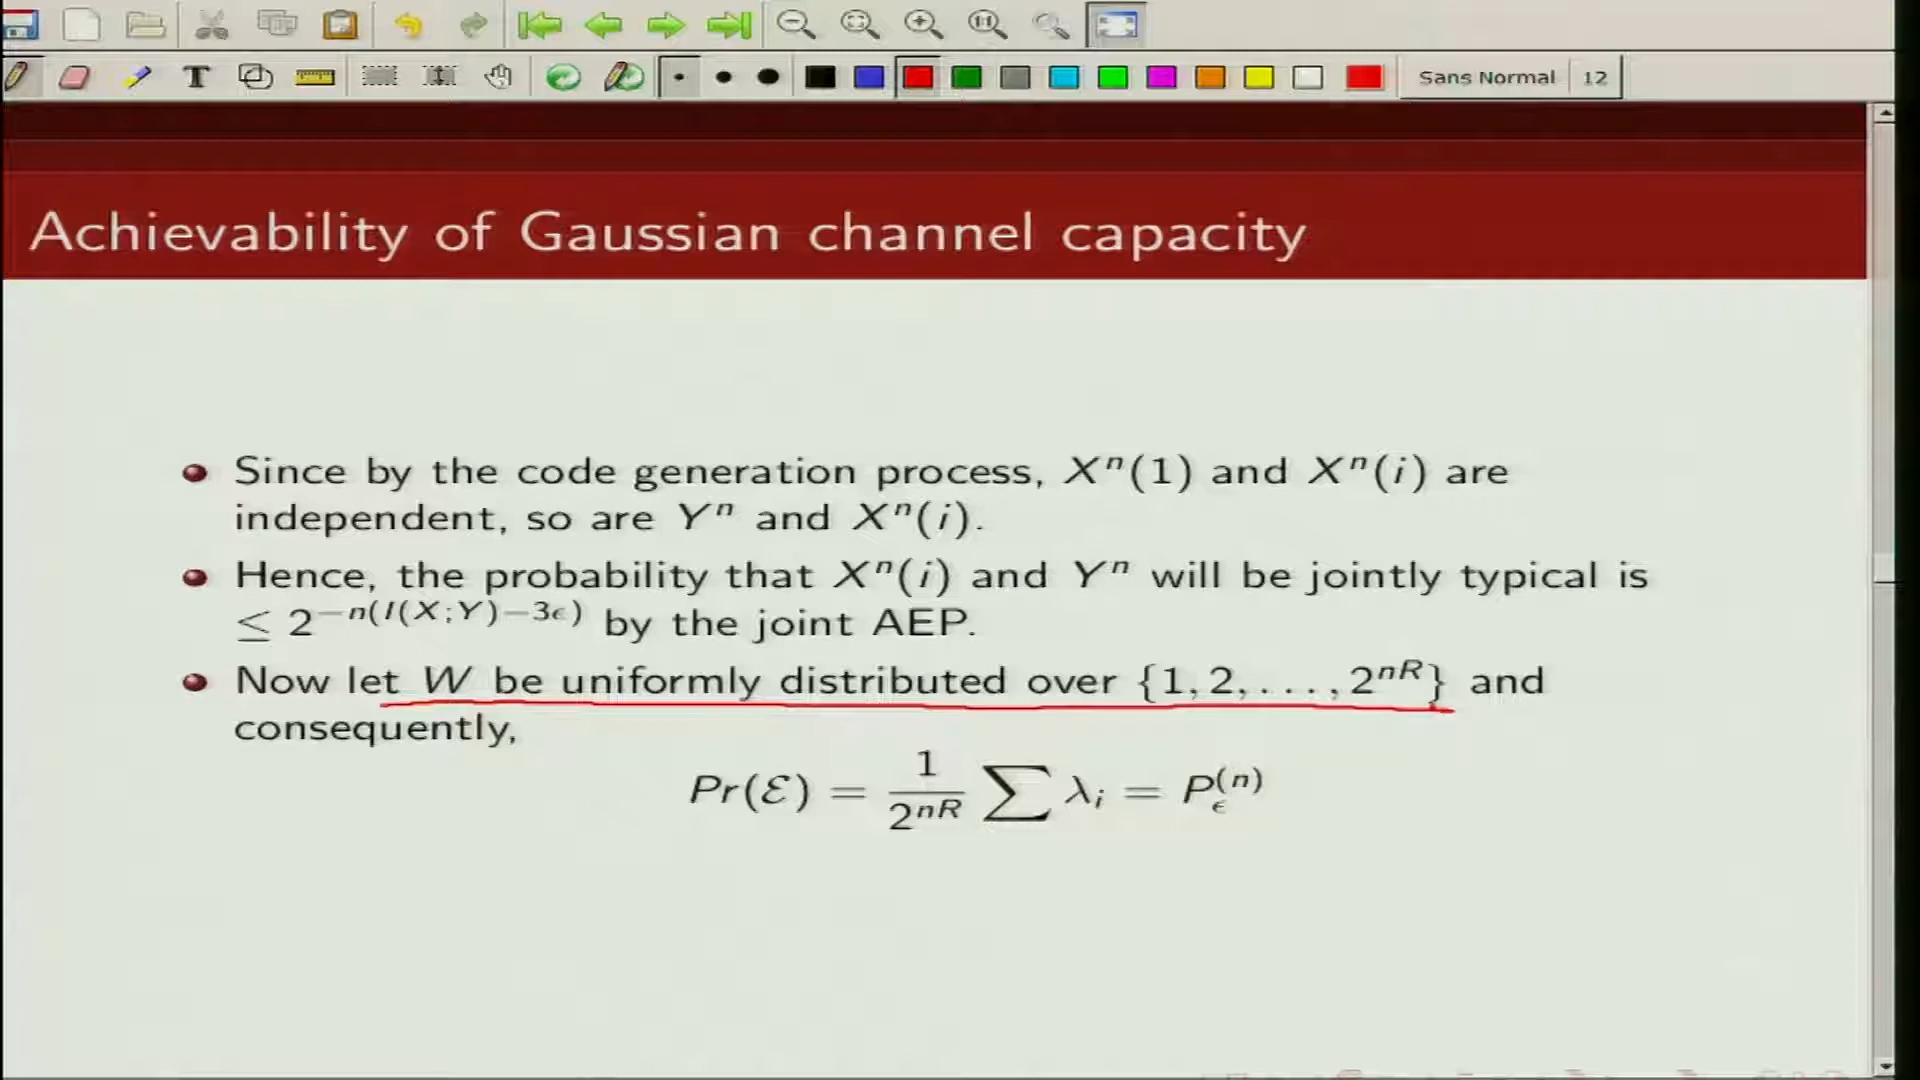 T
Sans Normal 12
Achievability of Gaussian channel capacity
Since by the code generation process, Xⁿ(1) and Xⁿ(i) are
independent, so are Yⁿ and Xⁿ(i).
Hence, the probability that Xⁿ(i) and Yⁿ will be jointly typical is
≤ 2^{−n(I(X;Y)−3ϵ)} by the joint AEP.
Now let W be uniformly distributed over {1, 2, . . . , 2^{nR}} and
consequently,
Pr(ℰ) = \frac{1}{2^{nR}} ∑ λ_i = P_ϵ^{(n)}